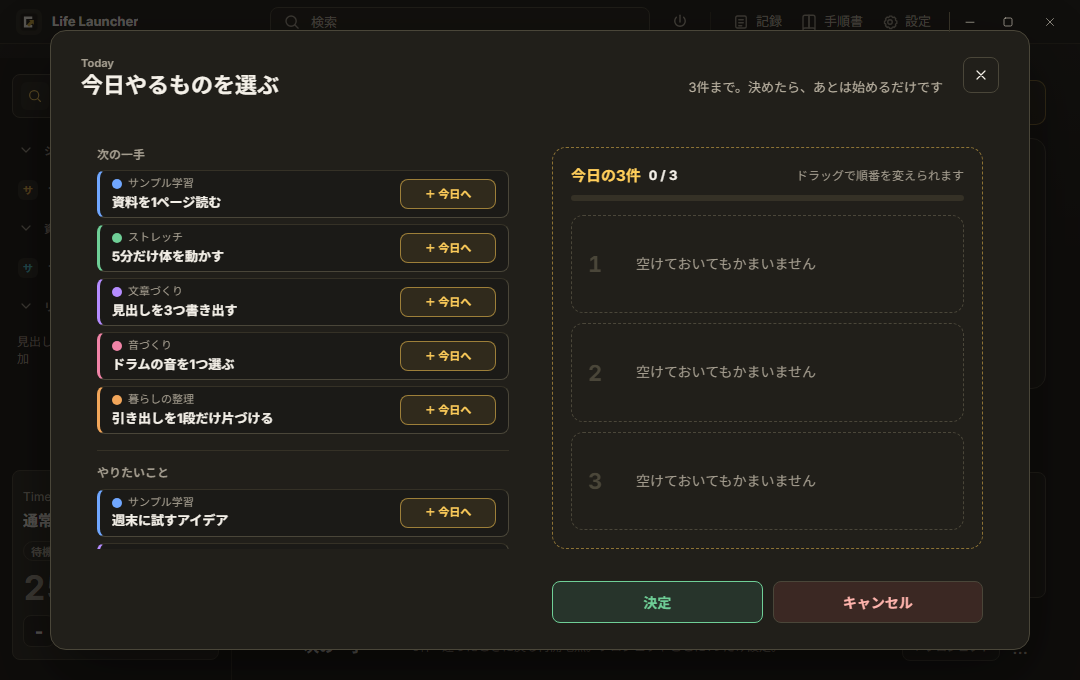 Life Launcher
検索
記録
手順書
設定
Today
今日やるものを選ぶ
3件まで。決めたら、あとは始めるだけです
次の一手
サンプル学習
資料を1ページ読む
+ 今日へ
ストレッチ
5分だけ体を動かす
+ 今日へ
文章づくり
見出しを3つ書き出す
+ 今日へ
音づくり
ドラムの音を1つ選ぶ
+ 今日へ
暮らしの整理
引き出しを1段だけ片づける
+ 今日へ
やりたいこと
サンプル学習
週末に試すアイデア
+ 今日へ
今日の3件 0 / 3
ドラッグで順番を変えられます
1 空けておいてもかまいません
2 空けておいてもかまいません
3 空けておいてもかまいません
決定
キャンセル
サ
サ
見出し
加
Time
通常